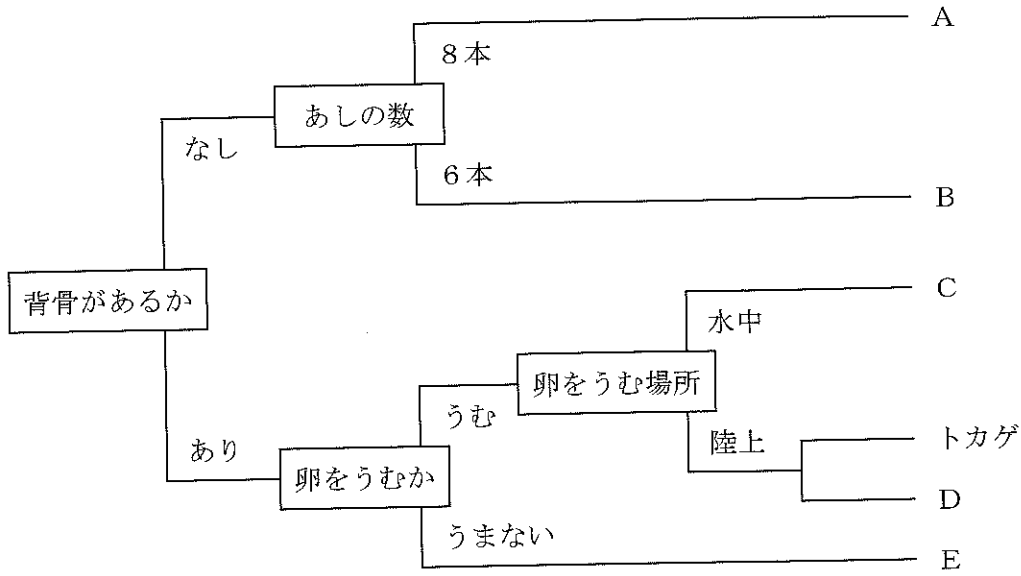 A
8本
あしの数
なし
6本
B
背骨があるか
C
水中
卵をうむ場所
うむ
陸上
トカゲ
あり
卵をうむか
D
うまない
E